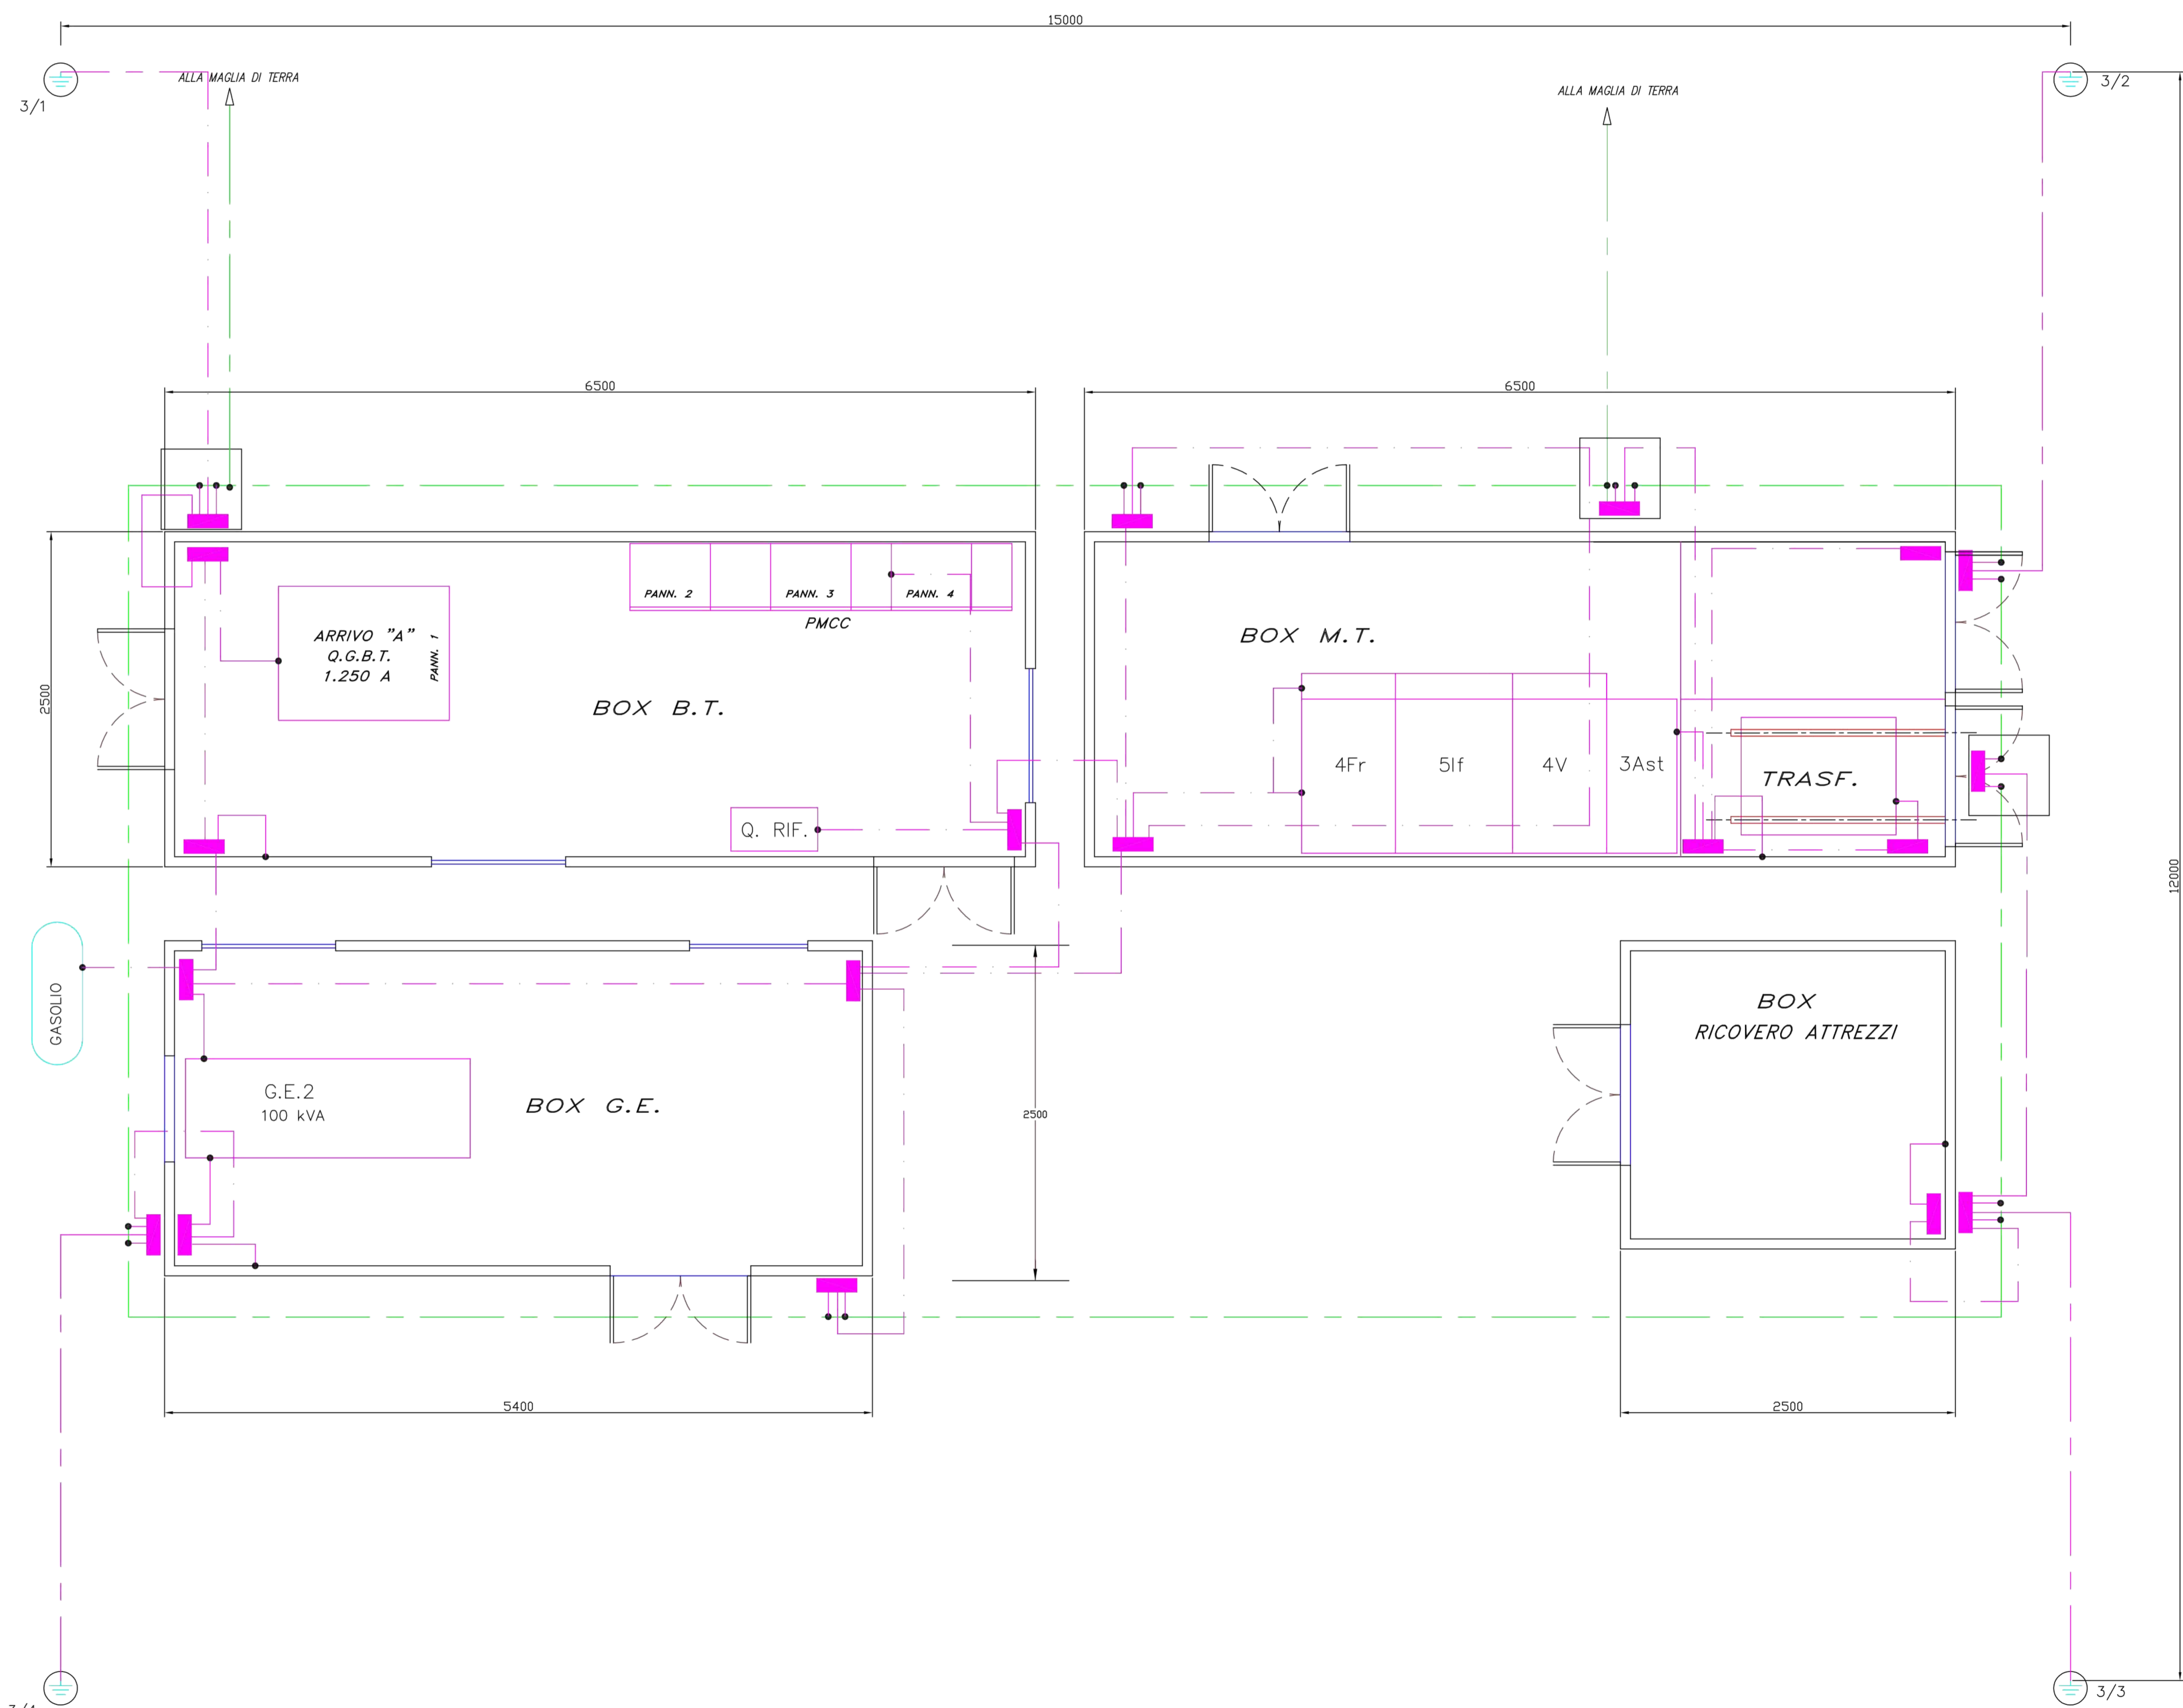 15000
3/1
ALLA MAGLIA DI TERRA
ALLA MAGLIA DI TERRA
3/2
6500
6500
2500
ARRIVO "A"
Q.G.B.T.
1.250 A
PANN. 1
PANN. 2
PANN. 3
PANN. 4
PMCC
BOX B.T.
Q. RIF.
BOX M.T.
4Fr
5If
4V
3Ast
TRASF.
12000
GASOLIO
G.E.2
100 kVA
BOX G.E.
2500
BOX
RICOVERO ATTREZZI
5400
2500
3/3